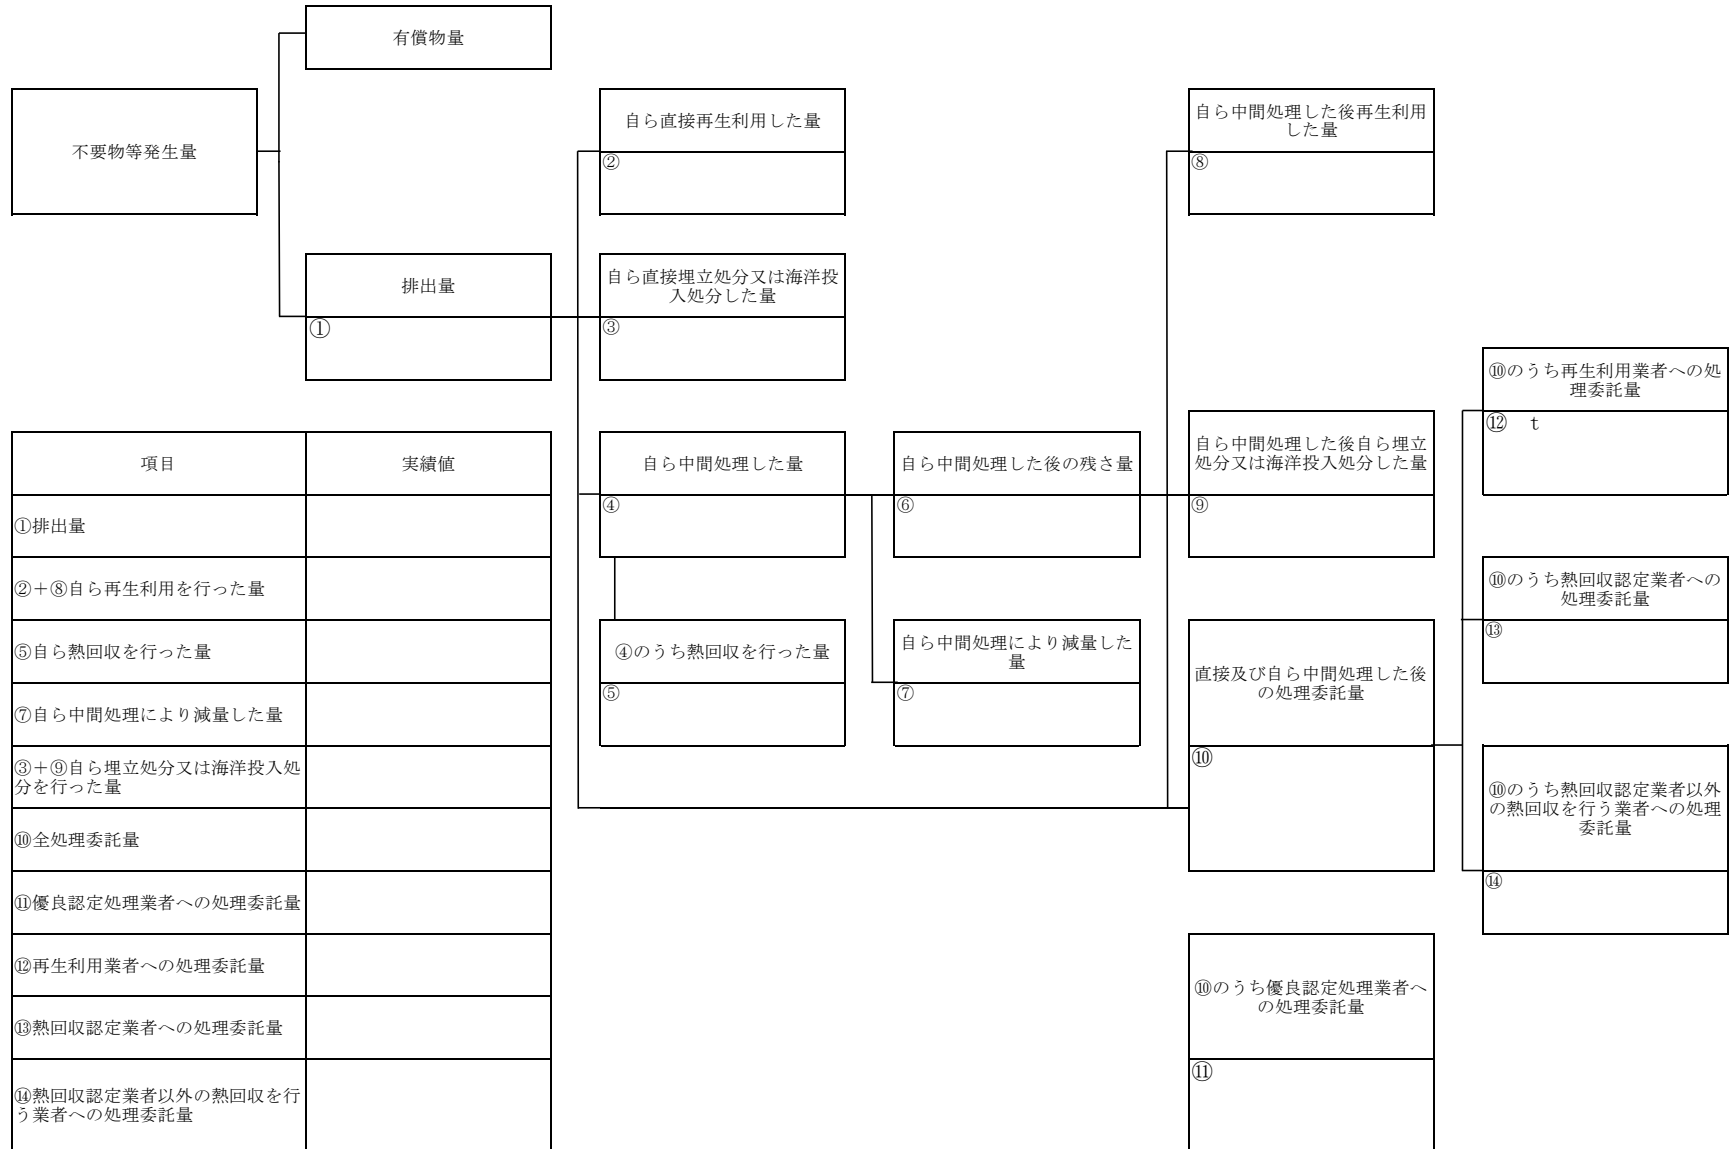 有償物量
不要物等発生量
自ら直接再生利用した量
②
自ら中間処理した後再生利用
した量
⑧
排出量
①
自ら直接埋立処分又は海洋投
入処分した量
③
⑩のうち再生利用業者への処
理委託量
⑫ t
項目
実績値
①排出量
②＋⑧自ら再生利用を行った量
⑤自ら熱回収を行った量
⑦自ら中間処理により減量した量
③＋⑨自ら埋立処分又は海洋投入処
分を行った量
⑩全処理委託量
⑪優良認定処理業者への処理委託量
⑫再生利用業者への処理委託量
⑬熱回収認定業者への処理委託量
⑭熱回収認定業者以外の熱回収を行
う業者への処理委託量
自ら中間処理した量
④
自ら中間処理した後の残さ量
⑥
自ら中間処理した後自ら埋立
処分又は海洋投入処分した量
⑨
④のうち熱回収を行った量
⑤
自ら中間処理により減量した
量
⑦
直接及び自ら中間処理した後
の処理委託量
⑩
⑩のうち熱回収認定業者への
処理委託量
⑬
⑩のうち熱回収認定業者以外
の熱回収を行う業者への処理
委託量
⑭
⑩のうち優良認定処理業者へ
の処理委託量
⑪